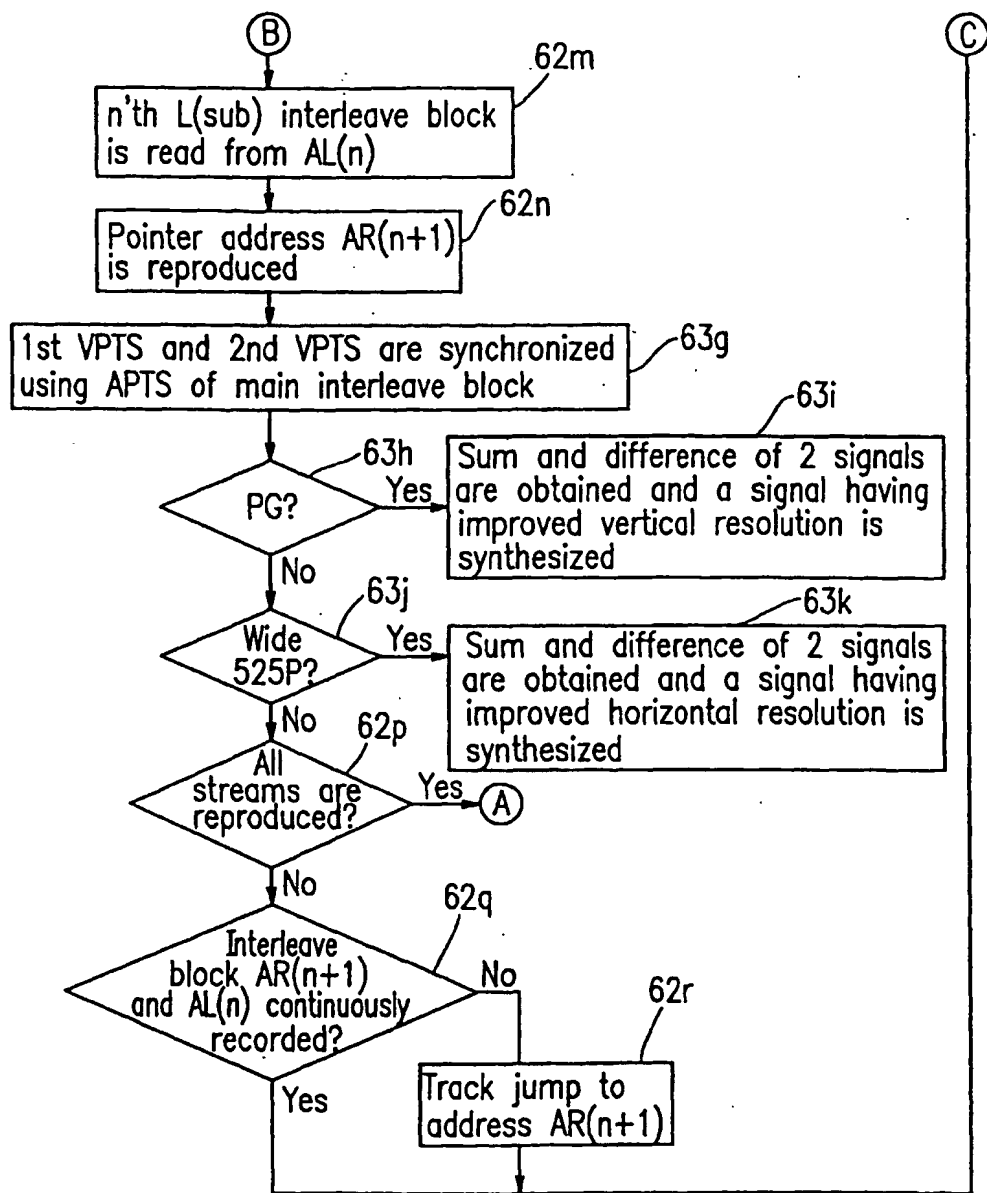 B
C
62m
n'th L(sub) interleave block
is read from AL(n)
62n
Pointer address AR(n+1)
is reproduced
63g
1st VPTS and 2nd VPTS are synchronized
using APTS of main interleave block
63h
PG?
Yes
No
63i
Sum and difference of 2 signals
are obtained and a signal having
improved vertical resolution is
synthesized
63j
Wide
525P?
Yes
No
63k
Sum and difference of 2 signals
are obtained and a signal having
improved horizontal resolution is
synthesized
62p
All
streams are
reproduced?
Yes
A
No
62q
Interleave
block AR(n+1)
and AL(n) continuously
recorded?
No
Yes
62r
Track jump to
address AR(n+1)